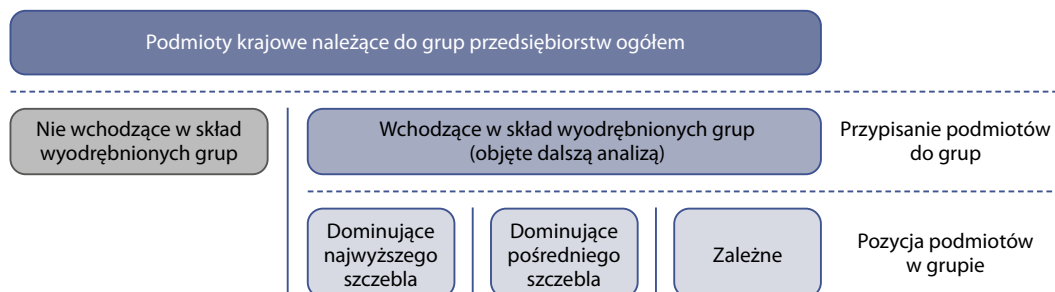 Podmioty krajowe należące do grup przedsiębiorstw ogółem
Nie wchodzące w skład
wyodrębnionych grup
Wchodzące w skład wyodrębnionych grup
(objęte dalszą analizą)
Przypisanie podmiotów
do grup
Dominujące
najwyższego
szczebla
Dominujące
pośredniego
szczebla
Zależne
Pozycja podmiotów
w grupie